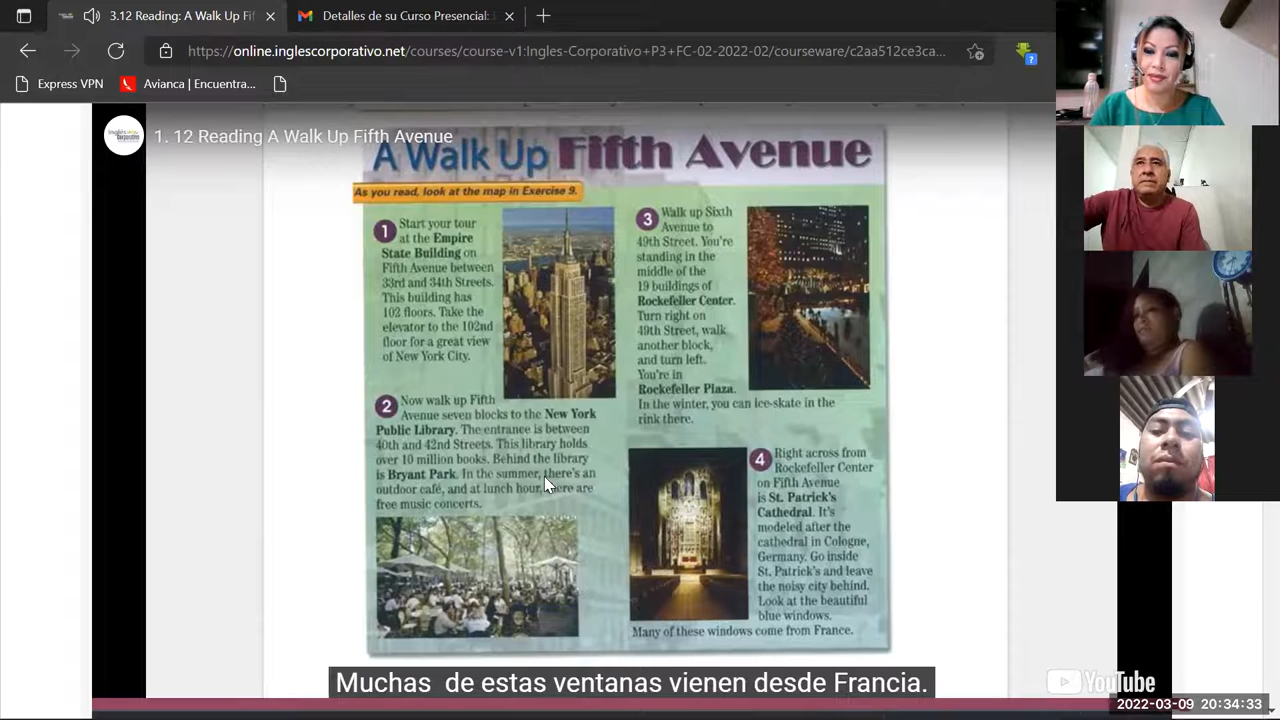 3.12 Reading: A Walk Up Fif
Detalles de su Curso Presencial:
https://online.inglescorporativo.net/courses/course-v1:Ingles-Corporativo+P3+FC-02-2022-02/courseware/c2aa512ce3ca...
Express VPN
Avianca | Encuentra...
1. 12 Reading A Walk Up Fifth Avenue
A Walk Up Fifth Avenue
As you read, look at the map in Exercise 9.
1 Start your tour
at the Empire
State Building on
Fifth Avenue between
33rd and 34th Streets.
This building has
102 floors. Take the
elevator to the 102nd
floor for a great view
of New York City.
2 Now walk up Fifth
Avenue seven blocks to the New York
Public Library. The entrance is between
40th and 42nd Streets. This library holds
over 10 million books. Behind the library
is Bryant Park. In the summer, there's an
outdoor café, and at lunch hour, there are
free music concerts.
3 Walk up Sixth
Avenue to
49th Street. You're
standing in the
middle of the
19 buildings of
Rockefeller Center.
Turn right on
49th Street, walk
another block,
and turn left.
You're in
Rockefeller Plaza.
In the winter, you can ice-skate in the
rink there.
4 Right across from
Rockefeller Center
on Fifth Avenue
is St. Patrick's
Cathedral. It's
modeled after the
cathedral in Cologne,
Germany. Go inside
St. Patrick's and leave
the noisy city behind.
Look at the beautiful
blue windows.
Many of these windows come from France.
Muchas de estas ventanas vienen desde Francia.
YouTube
2022-03-09 20:34:33